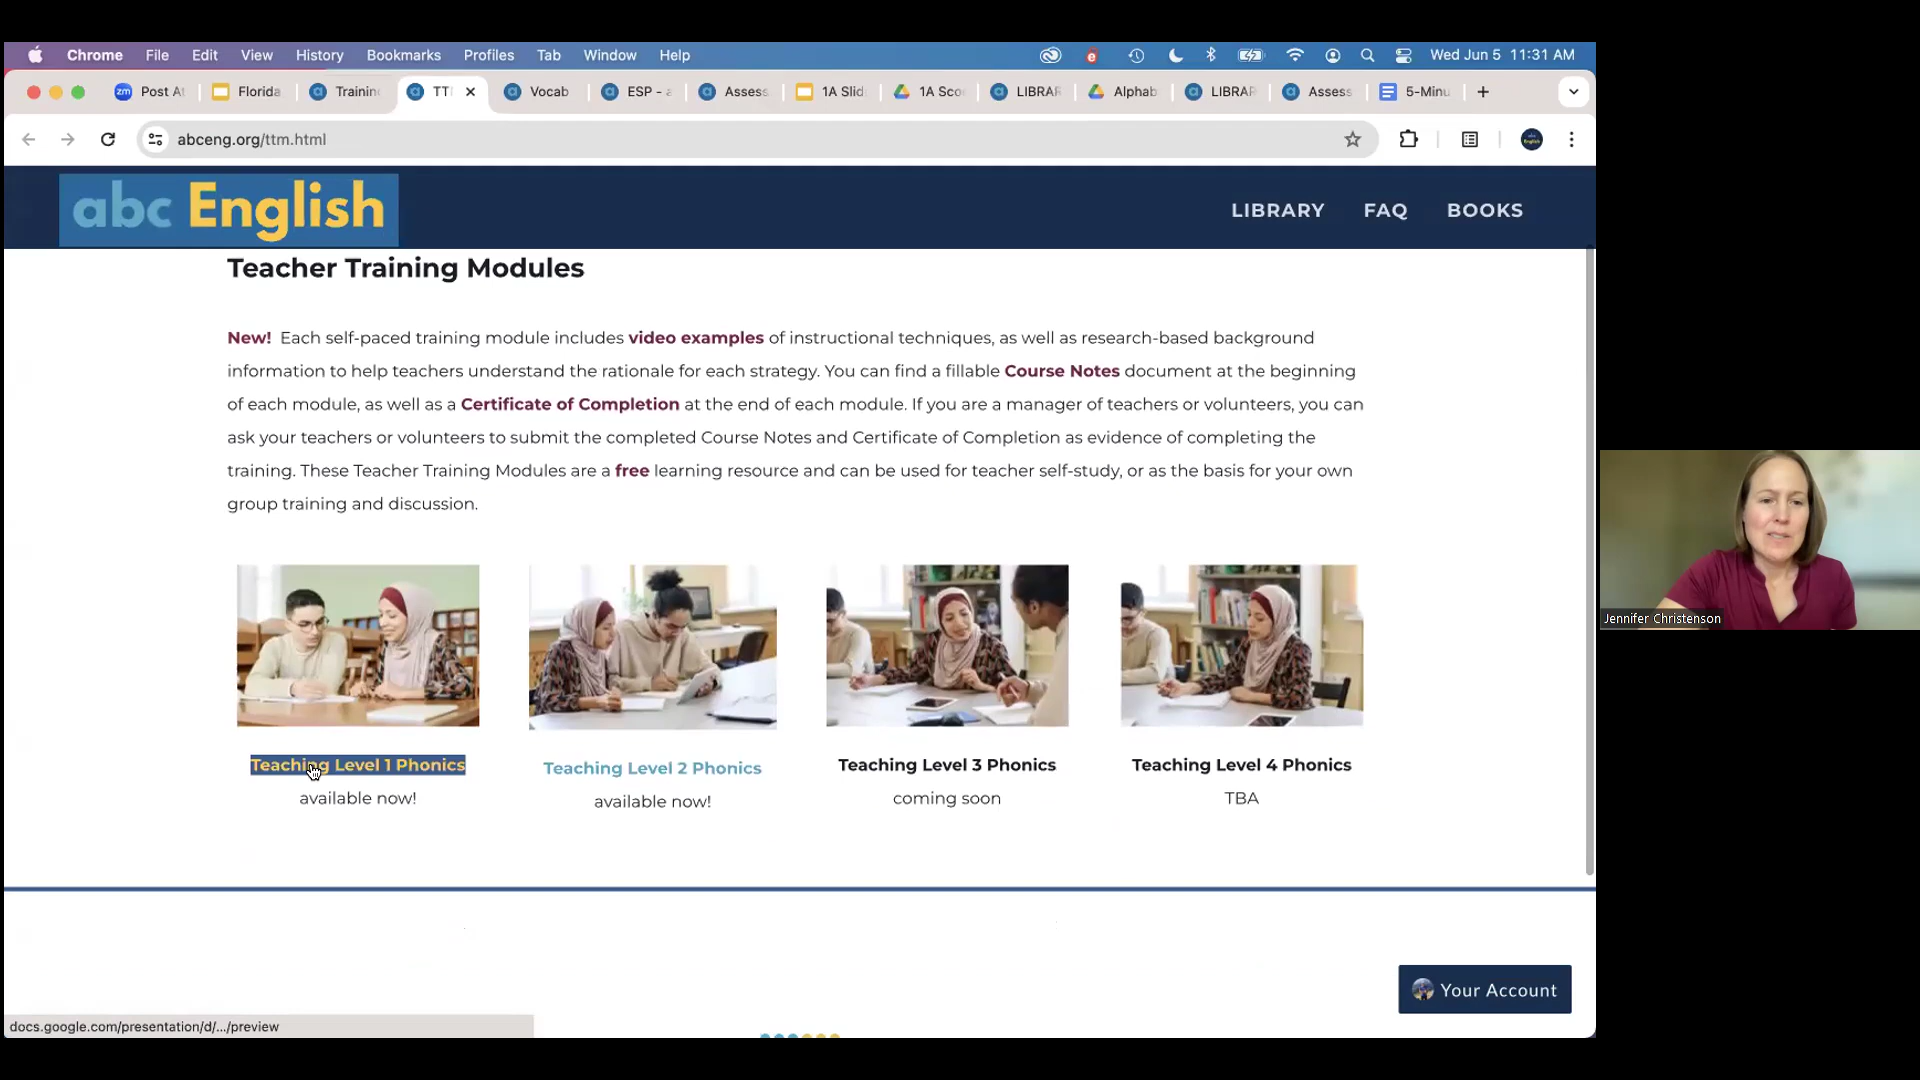 Chrome File Edit View History Bookmarks Profiles Tab Window Help Wed Jun 5 11:31 AM
zm Post At Florida Training TTM Vocab ESP - a Assess 1A Slid 1A Sco LIBRAR Alphab LIBRAR Assess 5-Minu
abceng.org/ttm.html
abc English
LIBRARY FAQ BOOKS
Teacher Training Modules
New! Each self-paced training module includes video examples of instructional techniques, as well as research-based background
information to help teachers understand the rationale for each strategy. You can find a fillable Course Notes document at the beginning
of each module, as well as a Certificate of Completion at the end of each module. If you are a manager of teachers or volunteers, you can
ask your teachers or volunteers to submit the completed Course Notes and Certificate of Completion as evidence of completing the
training. These Teacher Training Modules are a free learning resource and can be used for teacher self-study, or as the basis for your own
group training and discussion.
Jennifer Christenson
Teaching Level 1 Phonics
available now!
Teaching Level 2 Phonics
available now!
Teaching Level 3 Phonics
coming soon
Teaching Level 4 Phonics
TBA
Your Account
docs.google.com/presentation/d/.../preview